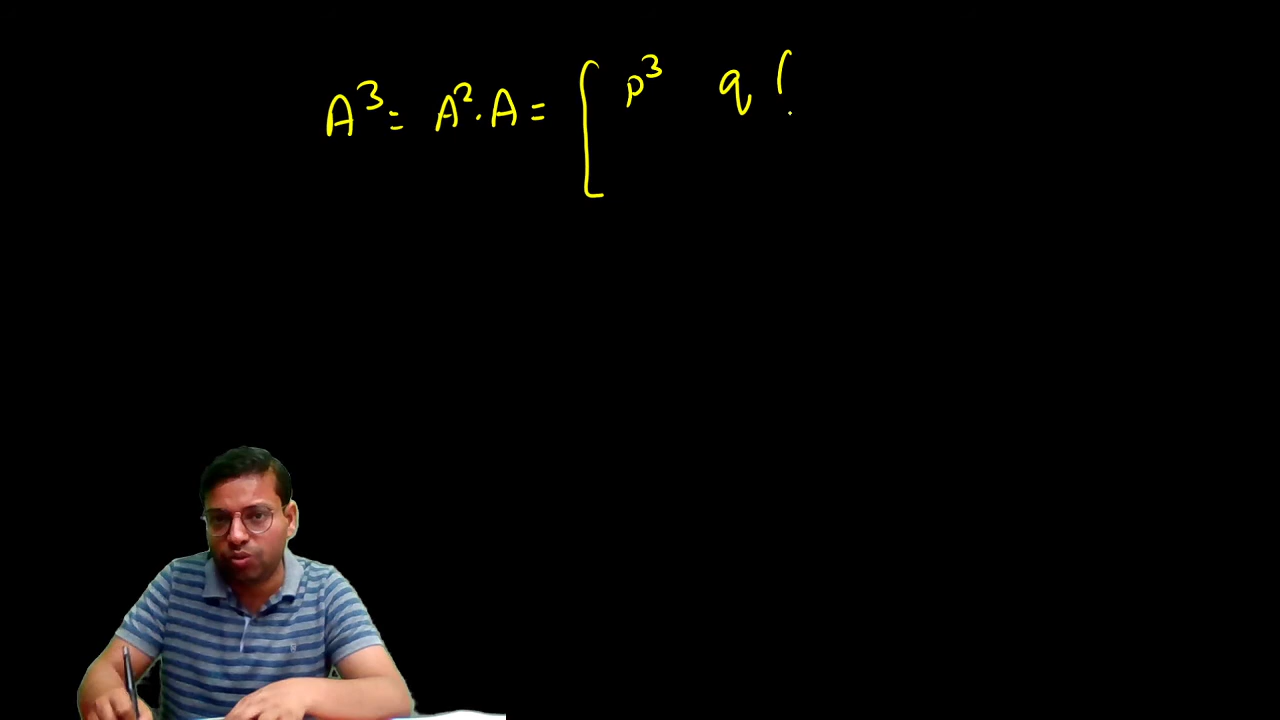 A³ = A².A = [ p³ q (